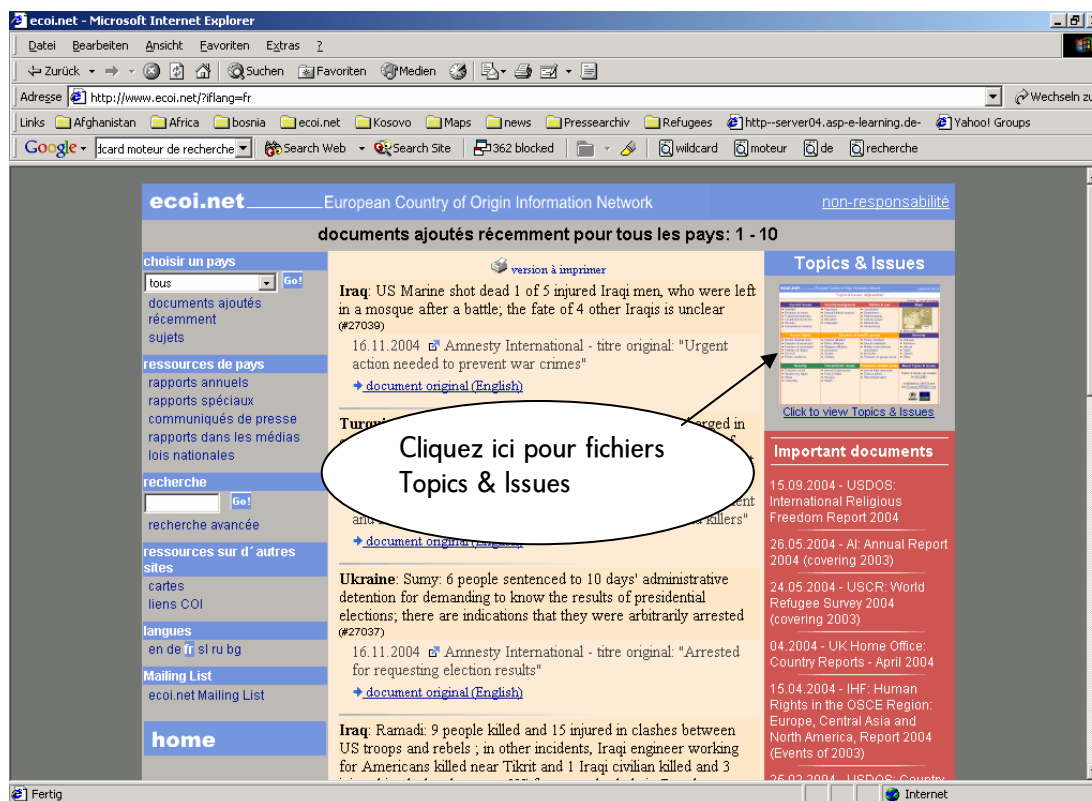 ecoi.net - Microsoft Internet Explorer
Datei Bearbeiten Ansicht Favoriten Extras ?
Zurück Suchen Favoriten Medien
Adresse http://www.ecoi.net/?iflang=fr Wechseln zu
Links Afghanistan Africa bosnia ecoi.net Kosovo Maps news Pressearchiv Refugees http--server04.asp-e-learning.de- Yahoo! Groups
Google dcard moteur de recherche Search Web Search Site 362 blocked wildcard moteur de recherche
ecoi.net European Country of Origin Information Network non-responsabilité
documents ajoutés récemment pour tous les pays: 1 - 10
choisir un pays
tous Go!
documents ajoutés
récemment
sujets
ressources de pays
rapports annuels
rapports spéciaux
communiqués de presse
rapports dans les médias
lois nationales
recherche
Go!
recherche avancée
ressources sur d´autres
sites
cartes
liens COI
langues
en de fr sl ru bg
Mailing List
ecoi.net Mailing List
home
version à imprimer
Iraq: US Marine shot dead 1 of 5 injured Iraqi men, who were left
in a mosque after a battle; the fate of 4 other Iraqis is unclear
(#27039)
16.11.2004 Amnesty International - titre original: "Urgent
action needed to prevent war crimes"
document original (English)
Cliquez ici pour fichiers
Topics & Issues
killers"
document original (English)
Ukraine: Sumy: 6 people sentenced to 10 days' administrative
detention for demanding to know the results of presidential
elections; there are indications that they were arbitrarily arrested
(#27037)
16.11.2004 Amnesty International - titre original: "Arrested
for requesting election results"
document original (English)
Iraq: Ramadi: 9 people killed and 15 injured in clashes between
US troops and rebels ; in other incidents, Iraqi engineer working
for Americans killed near Tikrit and 1 Iraqi civilian killed and 3
Topics & Issues
Click to view Topics & Issues
Important documents
15.09.2004 - USDOS:
International Religious
Freedom Report 2004
26.05.2004 - AI: Annual Report
2004 (covering 2003)
24.05.2004 - USCR: World
Refugee Survey 2004
(covering 2003)
04.2004 - UK Home Office:
Country Reports - April 2004
15.04.2004 - IHF: Human
Rights in the OSCE Region:
Europe, Central Asia and
North America, Report 2004
(Events of 2003)
26.02.2004 - USDOS: Country
Fertig Internet